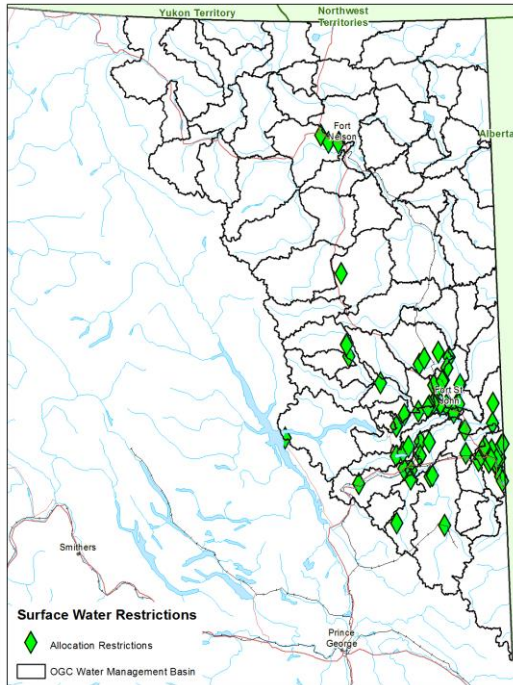 Yukon Territory
Northwest
Territories
Alberta
Fort
Nelson
Fort St.
John
Smithers
Prince
George
Surface Water Restrictions
Allocation Restrictions
OGC Water Management Basin